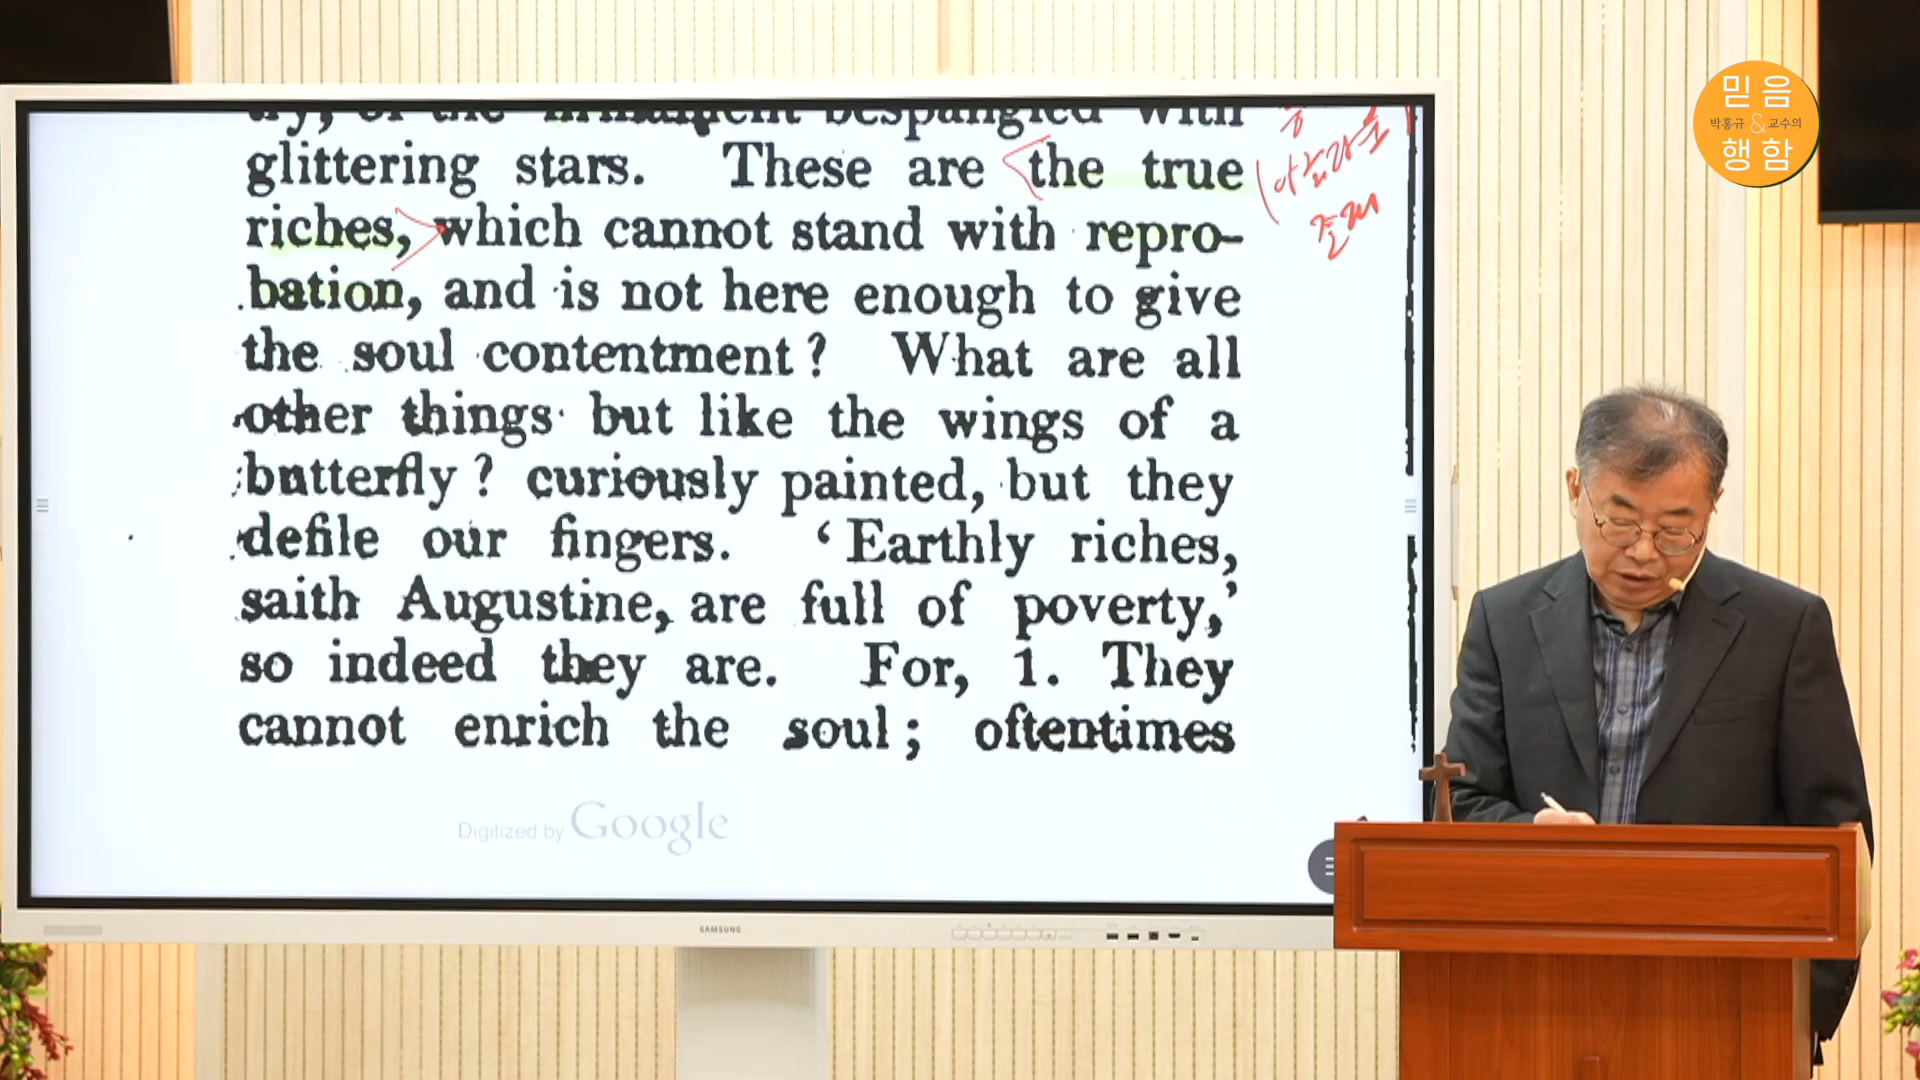 glittering stars. These are the true
riches, which cannot stand with repro-
bation, and is not here enough to give
the soul contentment? What are all
other things but like the wings of a
butterfly? curiously painted, but they
defile our fingers. ‘Earthly riches,
saith Augustine, are full of poverty,’
so indeed they are. For, 1. They
cannot enrich the soul; oftentimes
Digitized by Google
SAMSUNG
믿음
박홍규 & 교수의
행함